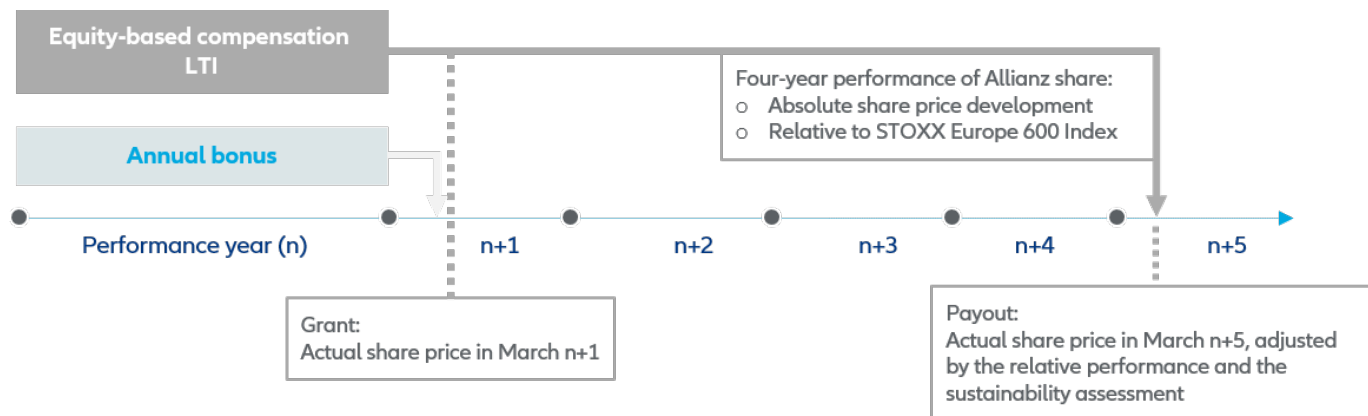 Equity-based compensation
LTI
Four-year performance of Allianz share:
o Absolute share price development
o Relative to STOXX Europe 600 Index
Annual bonus
Performance year (n)
n+1
n+2
n+3
n+4
n+5
Grant:
Actual share price in March n+1
Payout:
Actual share price in March n+5, adjusted
by the relative performance and the
sustainability assessment